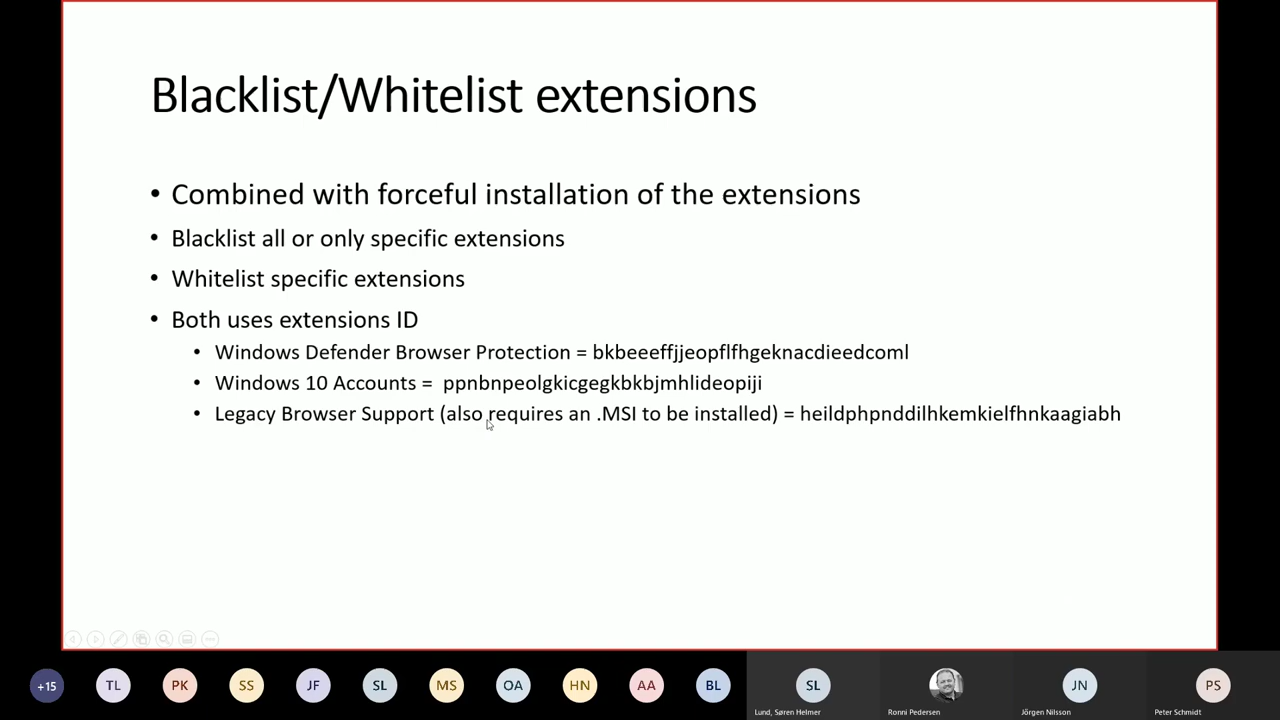 Blacklist/Whitelist extensions
• Combined with forceful installation of the extensions
• Blacklist all or only specific extensions
• Whitelist specific extensions
• Both uses extensions ID
• Windows Defender Browser Protection = bkbeeeffjjeopflfhgeknacdieedcoml
• Windows 10 Accounts = ppnbnpeolgkicgegkbkbjmhlideopiji
• Legacy Browser Support (also requires an .MSI to be installed) = heildphpnddilhkemkielfhnkaagiabh
+15 TL PK SS JF SL MS OA HN AA BL SL JN PS
Lund, Søren Helmer Ronni Pedersen Jörgen Nilsson Peter Schmidt